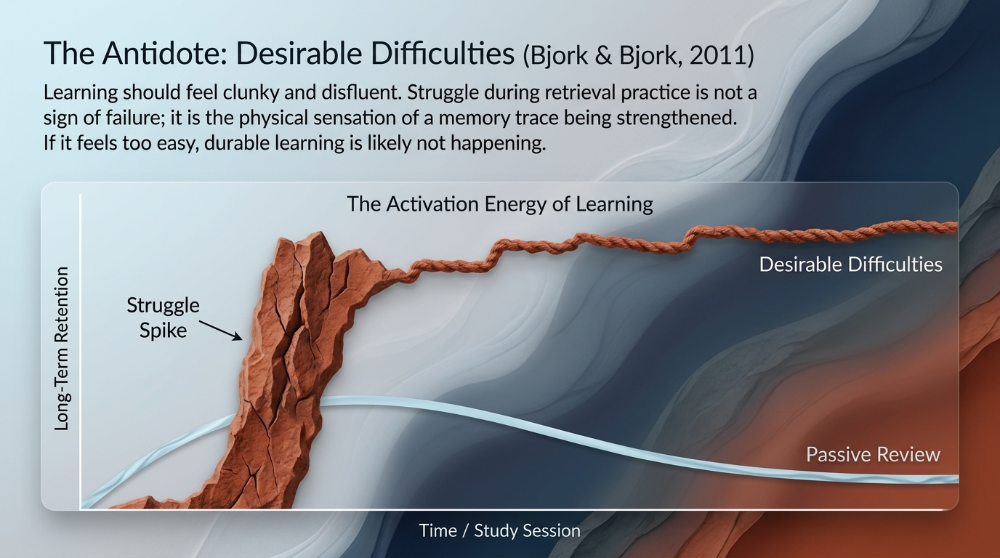 The Antidote: Desirable Difficulties (Bjork & Bjork, 2011)
Learning should feel clunky and disfluent. Struggle during retrieval practice is not a
sign of failure; it is the physical sensation of a memory trace being strengthened.
If it feels too easy, durable learning is likely not happening.
The Activation Energy of Learning
Long-Term Retention
Struggle
Spike
Desirable Difficulties
Passive Review
Time / Study Session